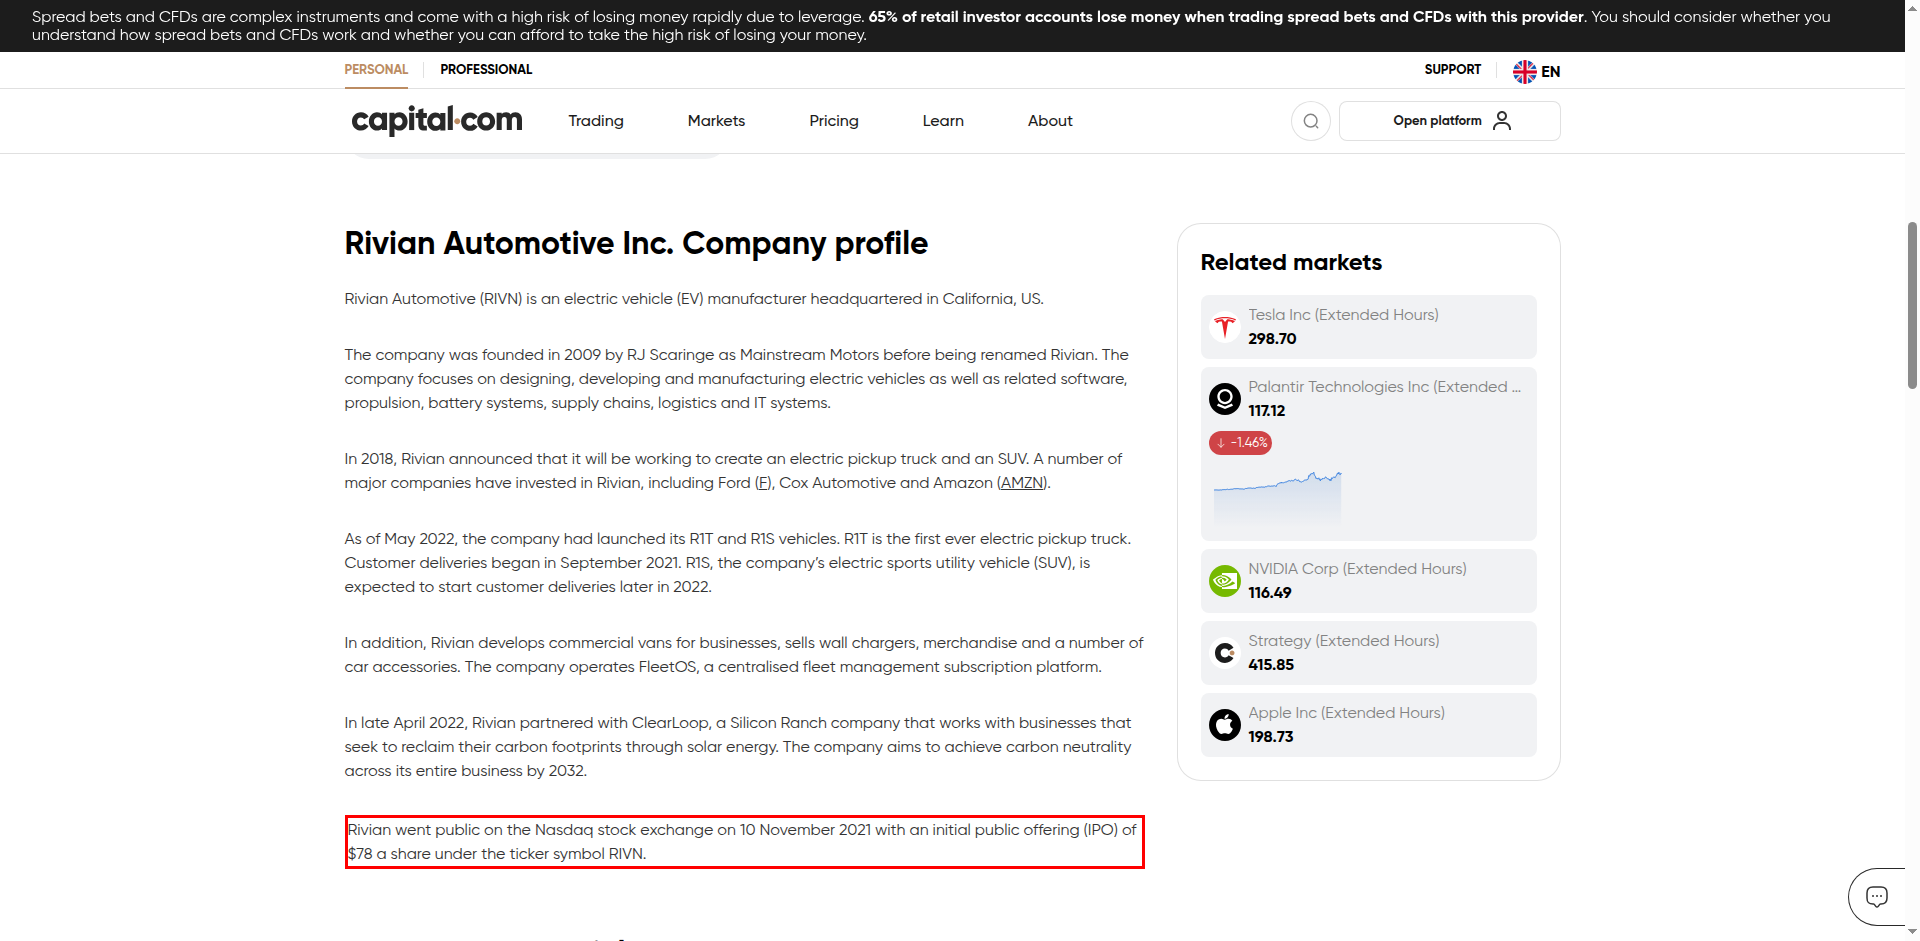 Spread bets and CFDs are complex instruments and come with a high risk of losing money rapidly due to leverage. 65% of retail investor accounts lose money when trading spread bets and CFDs with this provider. You should consider whether you
understand how spread bets and CFDs work and whether you can afford to take the high risk of losing your money.
PERSONAL
PROFESSIONAL
SUPPORT
EN
capital.com
Trading
Markets
Pricing
Learn
About
Open platform
Rivian Automotive Inc. Company profile
Rivian Automotive (RIVN) is an electric vehicle (EV) manufacturer headquartered in California, US.
The company was founded in 2009 by RJ Scaringe as Mainstream Motors before being renamed Rivian. The
company focuses on designing, developing and manufacturing electric vehicles as well as related software,
propulsion, battery systems, supply chains, logistics and IT systems.
In 2018, Rivian announced that it will be working to create an electric pickup truck and an SUV. A number of
major companies have invested in Rivian, including Ford (F), Cox Automotive and Amazon (AMZN).
As of May 2022, the company had launched its R1T and R1S vehicles. R1T is the first ever electric pickup truck.
Customer deliveries began in September 2021. R1S, the company’s electric sports utility vehicle (SUV), is
expected to start customer deliveries later in 2022.
In addition, Rivian develops commercial vans for businesses, sells wall chargers, merchandise and a number of
car accessories. The company operates FleetOS, a centralised fleet management subscription platform.
In late April 2022, Rivian partnered with ClearLoop, a Silicon Ranch company that works with businesses that
seek to reclaim their carbon footprints through solar energy. The company aims to achieve carbon neutrality
across its entire business by 2032.
Rivian went public on the Nasdaq stock exchange on 10 November 2021 with an initial public offering (IPO) of
$78 a share under the ticker symbol RIVN.
Related markets
Tesla Inc (Extended Hours)
298.70
Palantir Technologies Inc (Extended ...
117.12
↓ -1.46%
NVIDIA Corp (Extended Hours)
116.49
Strategy (Extended Hours)
415.85
Apple Inc (Extended Hours)
198.73